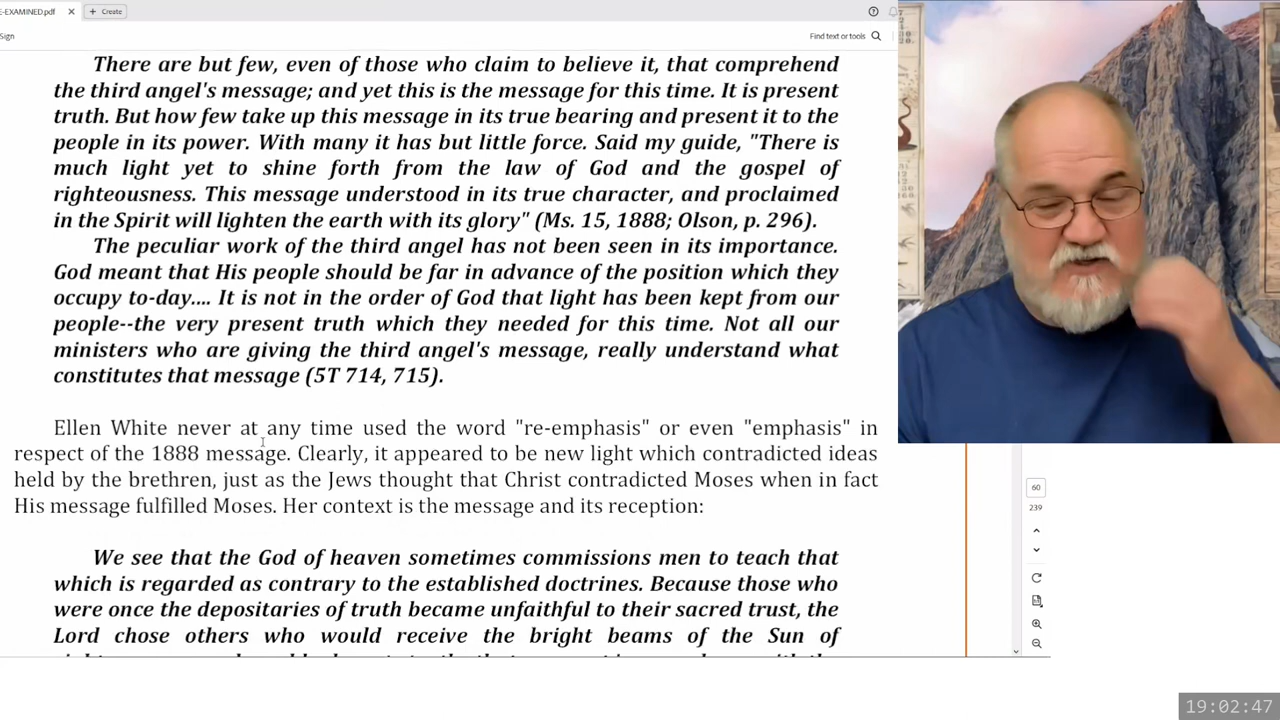 E-EXAMINED.pdf
Create
Sign
Find text or tools
There are but few, even of those who claim to believe it, that comprehend
the third angel's message; and yet this is the message for this time. It is present
truth. But how few take up this message in its true bearing and present it to the
people in its power. With many it has but little force. Said my guide, "There is
much light yet to shine forth from the law of God and the gospel of
righteousness. This message understood in its true character, and proclaimed
in the Spirit will lighten the earth with its glory" (Ms. 15, 1888; Olson, p. 296).
The peculiar work of the third angel has not been seen in its importance.
God meant that His people should be far in advance of the position which they
occupy to-day.... It is not in the order of God that light has been kept from our
people--the very present truth which they needed for this time. Not all our
ministers who are giving the third angel's message, really understand what
constitutes that message (5T 714, 715).
Ellen White never at any time used the word "re-emphasis" or even "emphasis" in
respect of the 1888 message. Clearly, it appeared to be new light which contradicted ideas
held by the brethren, just as the Jews thought that Christ contradicted Moses when in fact
His message fulfilled Moses. Her context is the message and its reception:
We see that the God of heaven sometimes commissions men to teach that
which is regarded as contrary to the established doctrines. Because those who
were once the depositaries of truth became unfaithful to their sacred trust, the
Lord chose others who would receive the bright beams of the Sun of
60
239
19:02:47